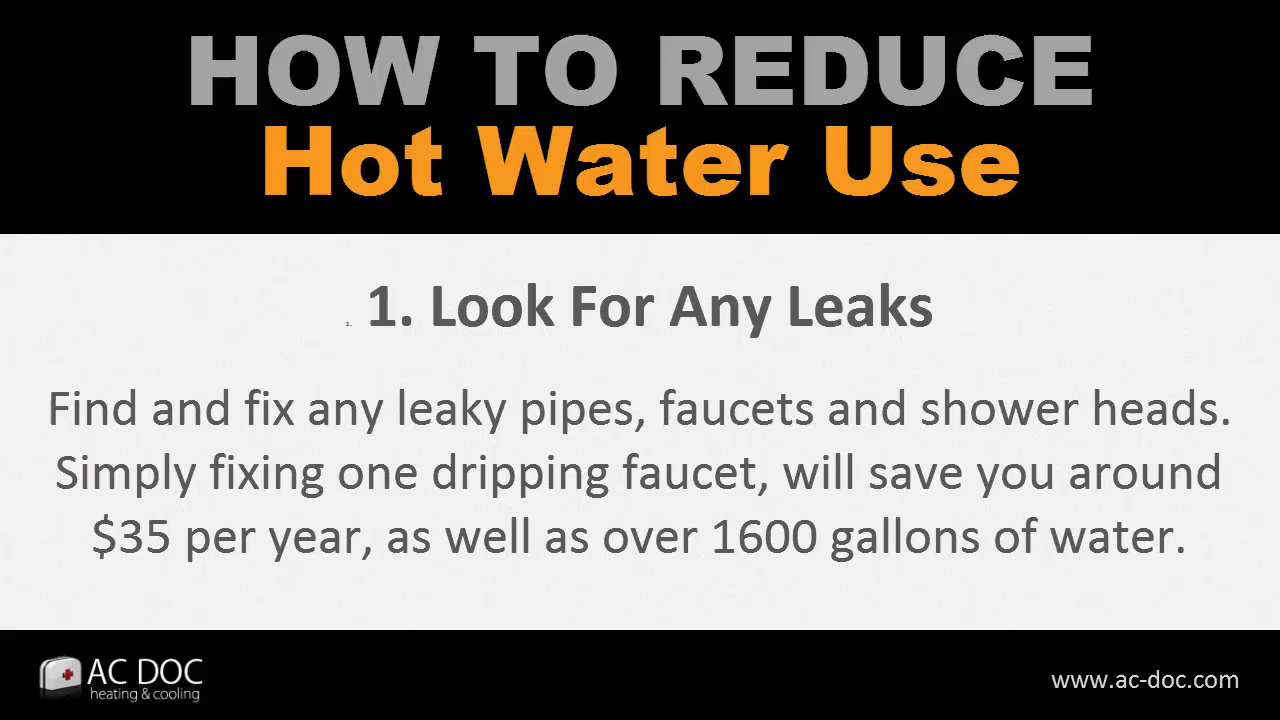 HOW TO REDUCE
Hot Water Use
1. 1. Look For Any Leaks
Find and fix any leaky pipes, faucets and shower heads.
Simply fixing one dripping faucet, will save you around
$35 per year, as well as over 1600 gallons of water.
AC DOC
heating & cooling
www.ac-doc.com